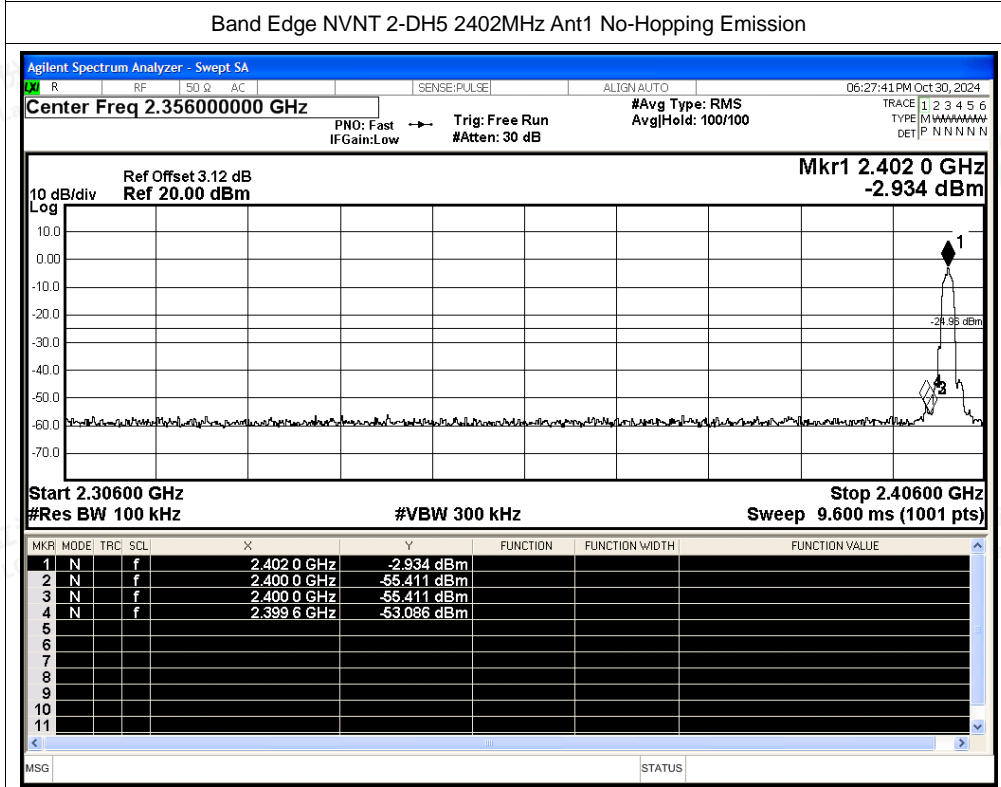 Band Edge NVNT 2-DH5 2402MHz Ant1 No-Hopping Emission
Agilent Spectrum Analyzer - Swept SA
LXI R RF 50 Ω AC SENSE:PULSE ALIGN AUTO 06:27:41 PM Oct 30, 2024
Center Freq 2.356000000 GHz #Avg Type: RMS TRACE 1 2 3 4 5 6
PNO: Fast Trig: Free Run Avg|Hold: 100/100 TYPE M WWWWW
IFGain:Low #Atten: 30 dB DET P N N N N N
Mkr1 2.402 0 GHz
Ref Offset 3.12 dB
10 dB/div Ref 20.00 dBm -2.934 dBm
Log
10.0
1
0.00
-10.0
-20.0
-24.96 dBm
-30.0
-40.0
-50.0
-60.0
-70.0
Start 2.30600 GHz Stop 2.40600 GHz
#Res BW 100 kHz #VBW 300 kHz Sweep 9.600 ms (1001 pts)
MKR MODE TRC SCL X Y FUNCTION FUNCTION WIDTH FUNCTION VALUE
1 N f 2.402 0 GHz -2.934 dBm
2 N f 2.400 0 GHz -55.411 dBm
3 N f 2.400 0 GHz -55.411 dBm
4 N f 2.399 6 GHz -53.086 dBm
5
6
7
8
9
10
11
MSG STATUS